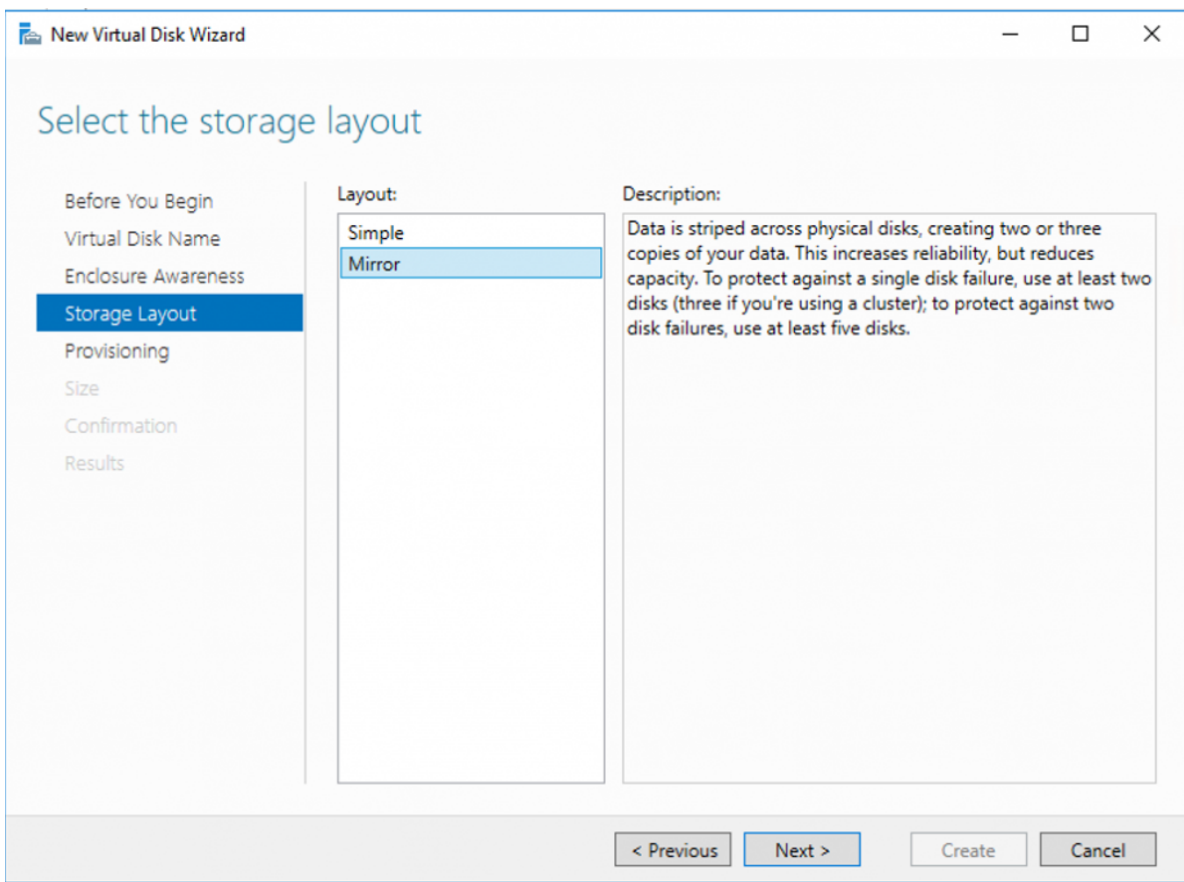 New Virtual Disk Wizard
Select the storage layout
Before You Begin
Virtual Disk Name
Enclosure Awareness
Storage Layout
Provisioning
Size
Confirmation
Results
Layout:
Simple
Mirror
Description:
Data is striped across physical disks, creating two or three
copies of your data. This increases reliability, but reduces
capacity. To protect against a single disk failure, use at least two
disks (three if you're using a cluster); to protect against two
disk failures, use at least five disks.
< Previous
Next >
Create
Cancel